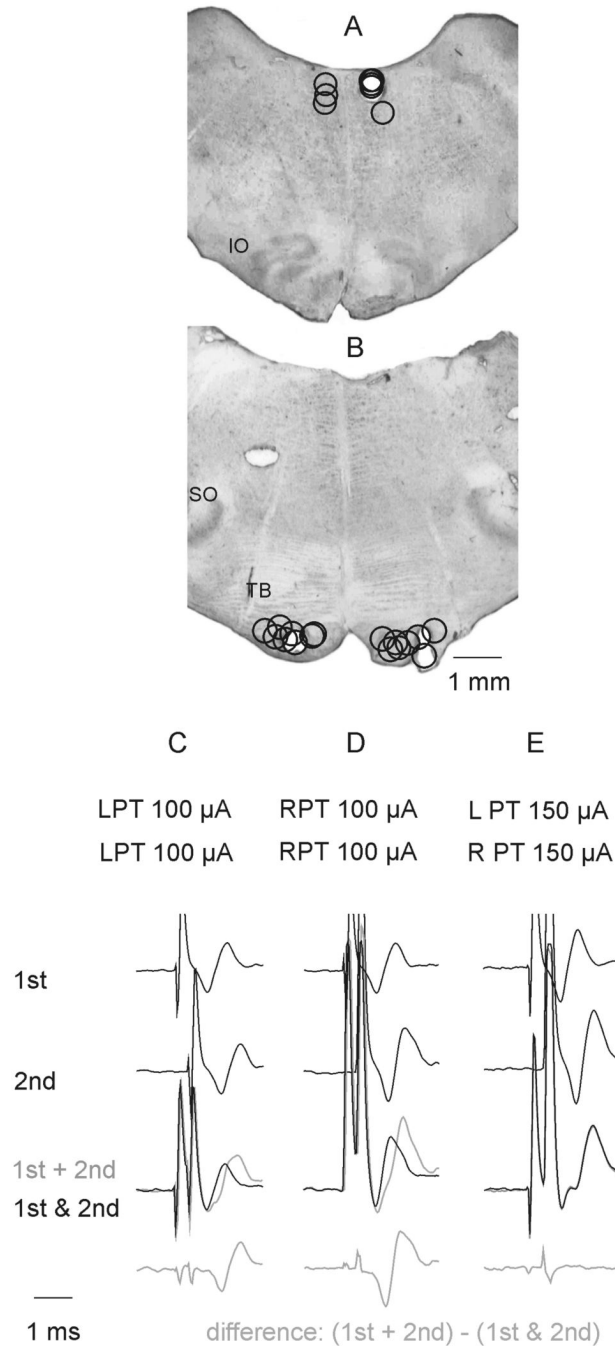 A
IO
B
SO
TB
1 mm
C D E
LPT 100 µA RPT 100 µA L PT 150 µA
LPT 100 µA RPT 100 µA R PT 150 µA
1st
2nd
1st + 2nd
1st & 2nd
1 ms
difference: (1st + 2nd) - (1st & 2nd)